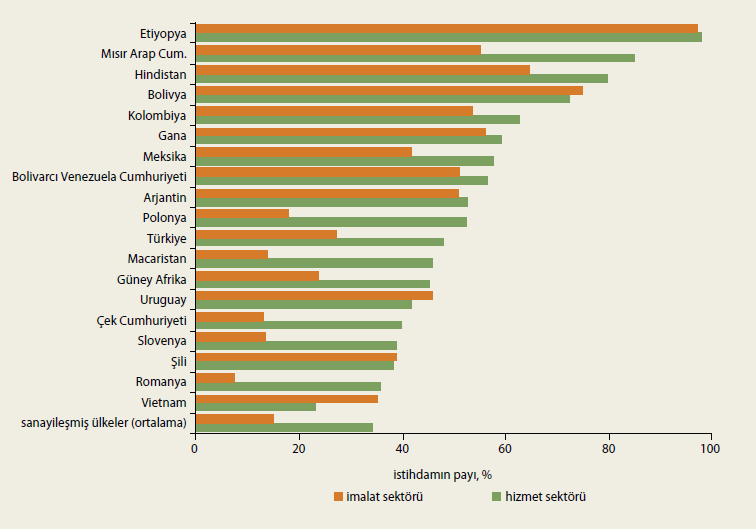 Etiyopya
Mısır Arap Cum.
Hindistan
Bolivya
Kolombiya
Gana
Meksika
Bolivarcı Venezuela Cumhuriyeti
Arjantin
Polonya
Türkiye
Macaristan
Güney Afrika
Uruguay
Çek Cumhuriyeti
Slovenya
Şili
Romanya
Vietnam
sanayileşmiş ülkeler (ortalama)
0 20 40 60 80 100
istihdamın payı, %
imalat sektörü hizmet sektörü